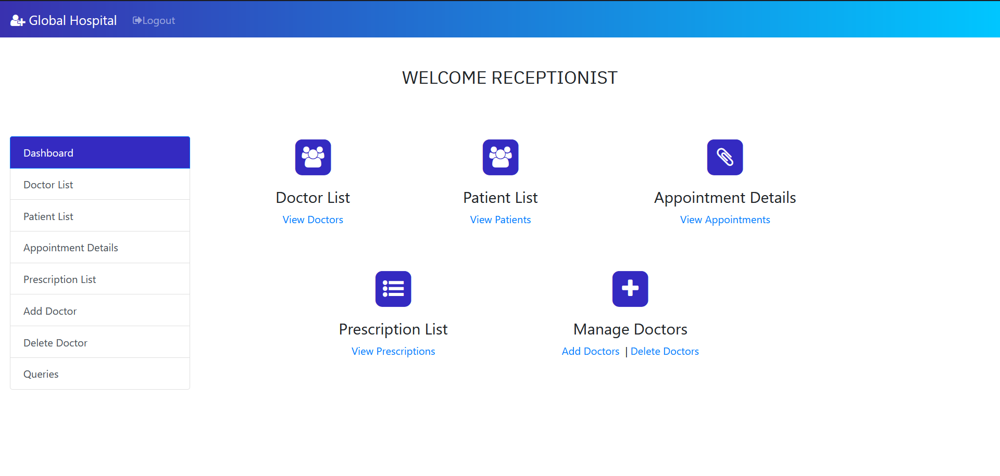 Global Hospital Logout
WELCOME RECEPTIONIST
Dashboard
Doctor List
Patient List
Appointment Details
Prescription List
Add Doctor
Delete Doctor
Queries
Doctor List
View Doctors
Patient List
View Patients
Appointment Details
View Appointments
Prescription List
View Prescriptions
Manage Doctors
Add Doctors | Delete Doctors